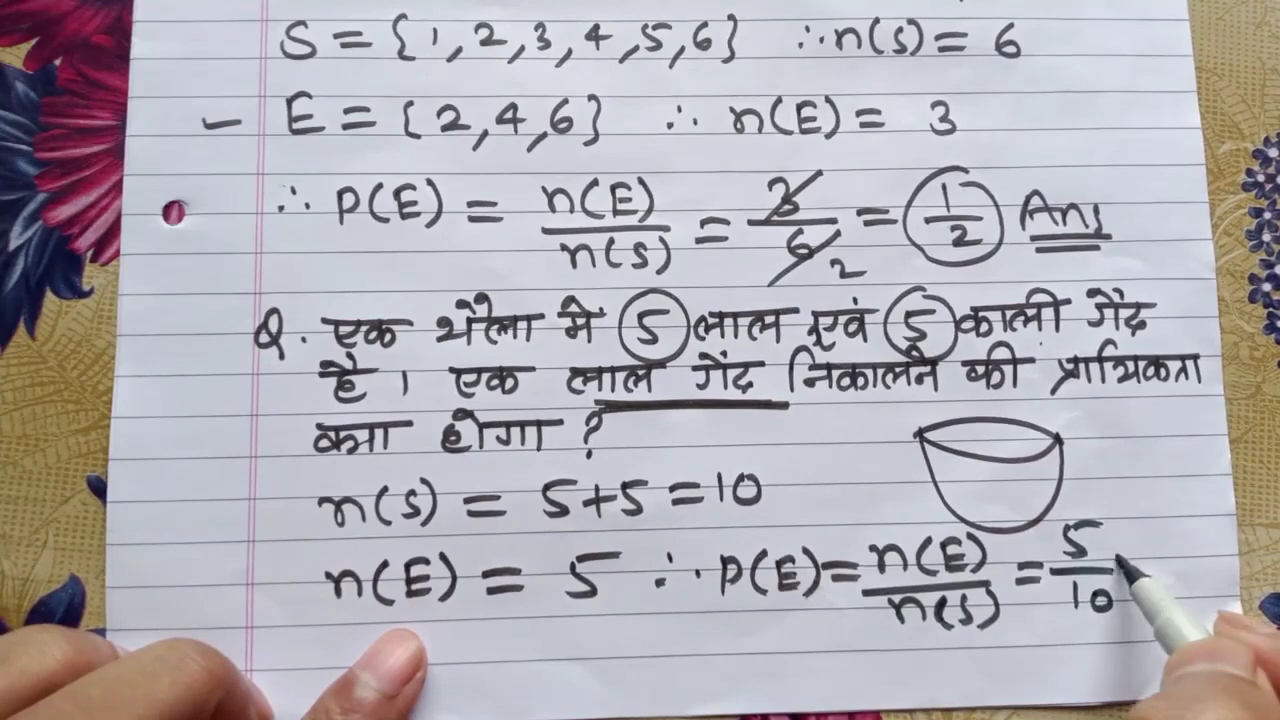 S = {1,2,3,4,5,6} ∴n(S) = 6
- E = {2,4,6} ∴ n(E) = 3
∴ P(E) = n(E)/n(S) = 3/6 2 = 1/2 Ans
Q. एक थैला में 5 लाल एवं 5 काली गेंद
है। एक लाल गेंद निकालने की प्रायिकता
क्या होगा ?
n(S) = 5+5 =10
n(E) = 5 ∴ P(E)= n(E)/n(S) = 5/10